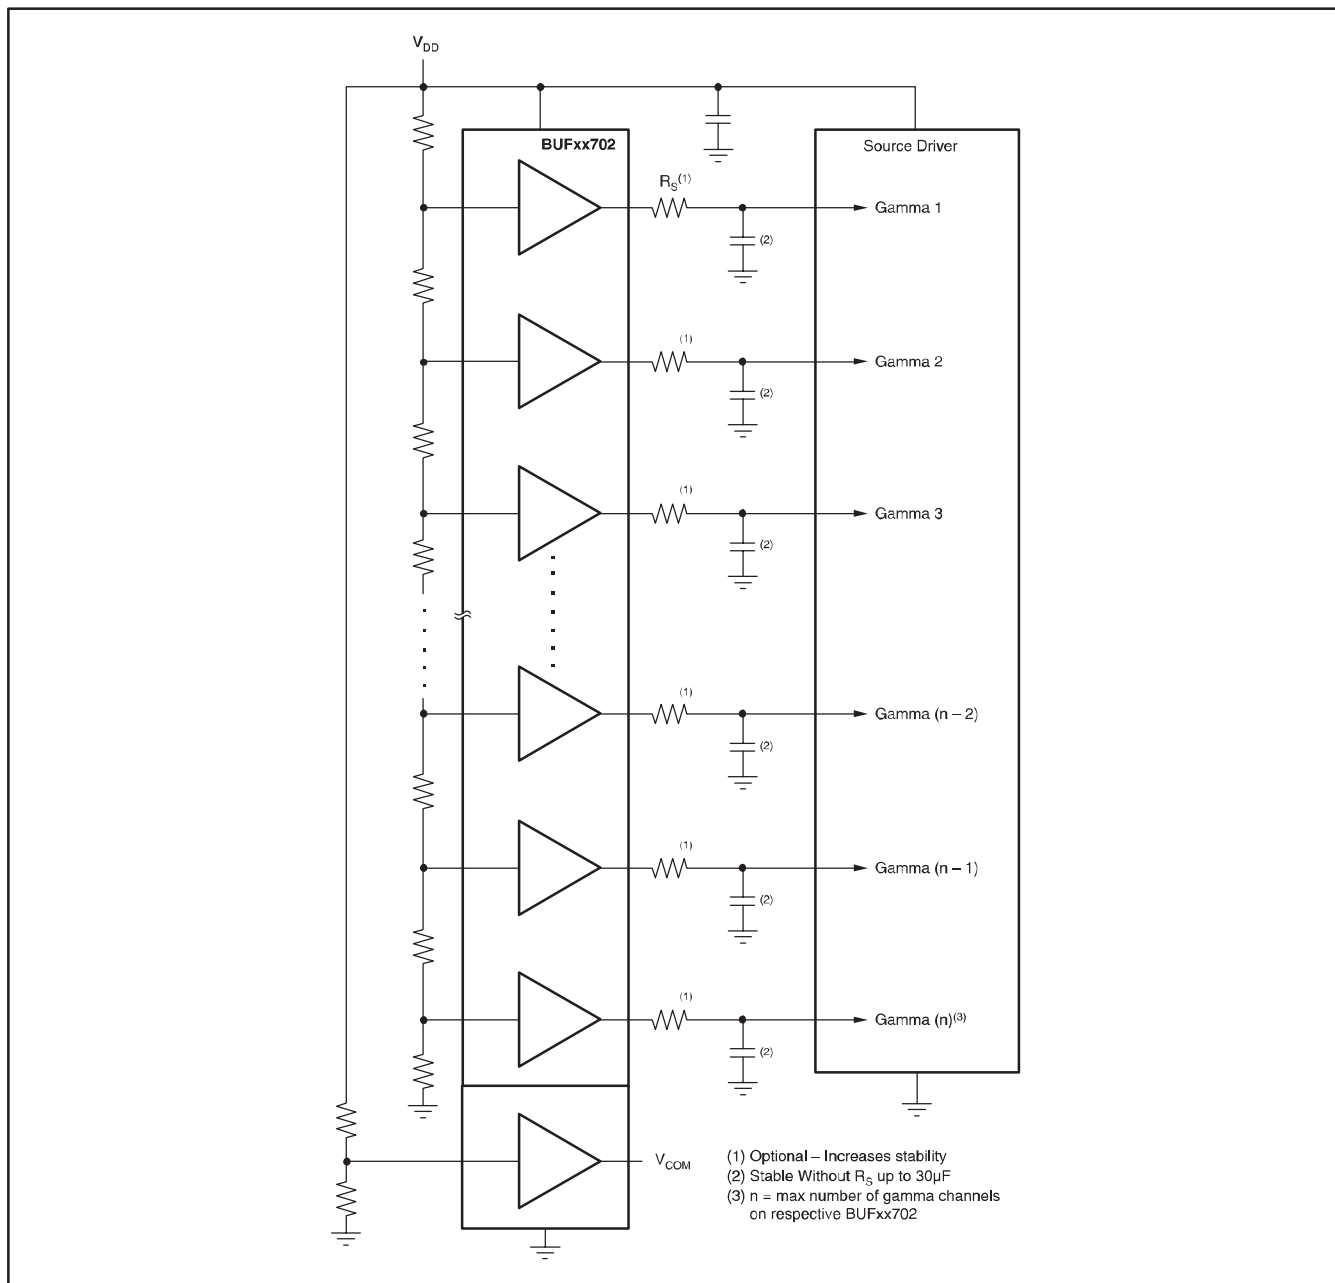 V_DD
BUFxx702
Source Driver
R_S(1)
Gamma 1
(2)
(1)
Gamma 2
(2)
(1)
Gamma 3
(2)
(1)
Gamma (n – 2)
(2)
(1)
Gamma (n – 1)
(2)
(1)
Gamma (n)(3)
(2)
V_COM
(1) Optional – Increases stability
(2) Stable Without R_S up to 30μF
(3) n = max number of gamma channels
on respective BUFxx702